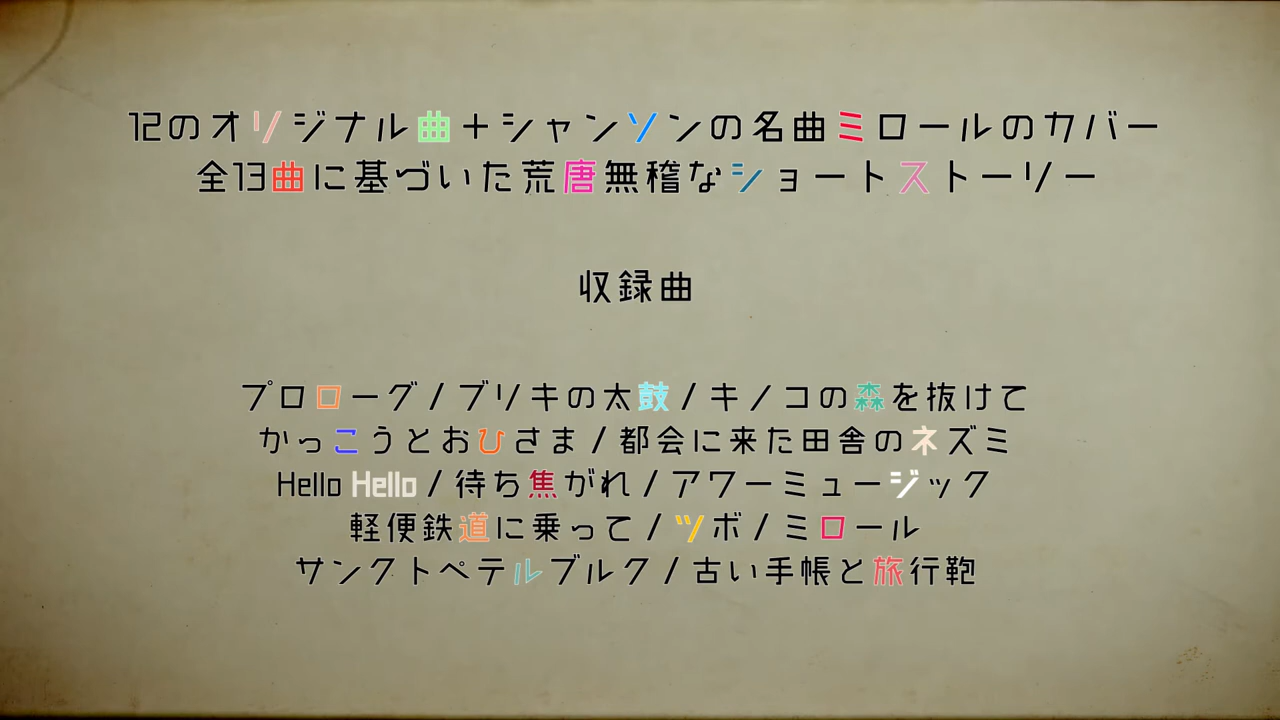 12のオリジナル曲＋シャンソンの名曲ミロールのカバー
全13曲に基づいた荒唐無稽なショートストーリー
収録曲
プロローグ/ブリキの太鼓/キノコの森を抜けて
かっこうとおひさま/都会に来た田舎のネズミ
Hello Hello/待ち焦がれ/アワーミュージック
軽便鉄道に乗って/ツボ/ミロール
サンクトペテルブルク/古い手帳と旅行鞄